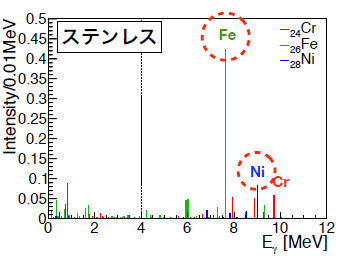 0.5
0.45
0.4
0.35
0.3
0.25
0.2
0.15
0.1
0.05
0
Intensity/0.01MeV
ステンレス
Fe
24Cr
26Fe
28Ni
Ni
Cr
0 2 4 6 8 10 12
Eγ [MeV]